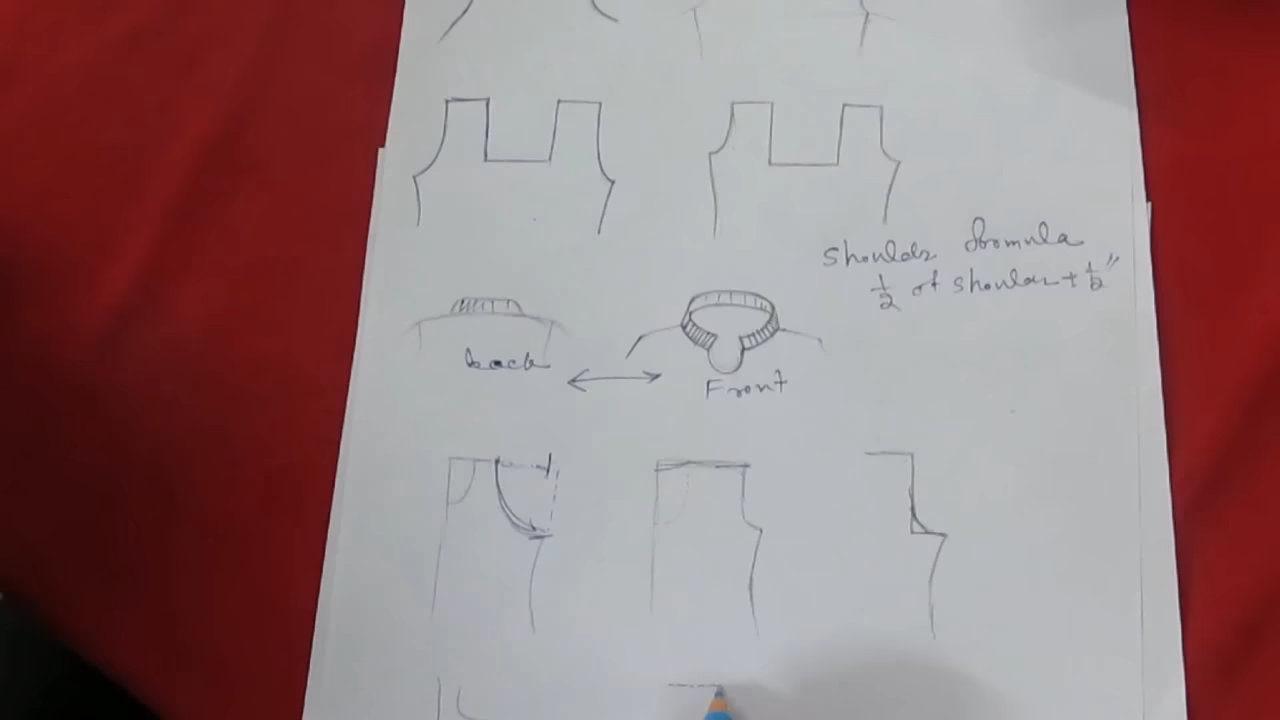 Shoulder formula
1/2 of shoulder + 1/2"
back
Front